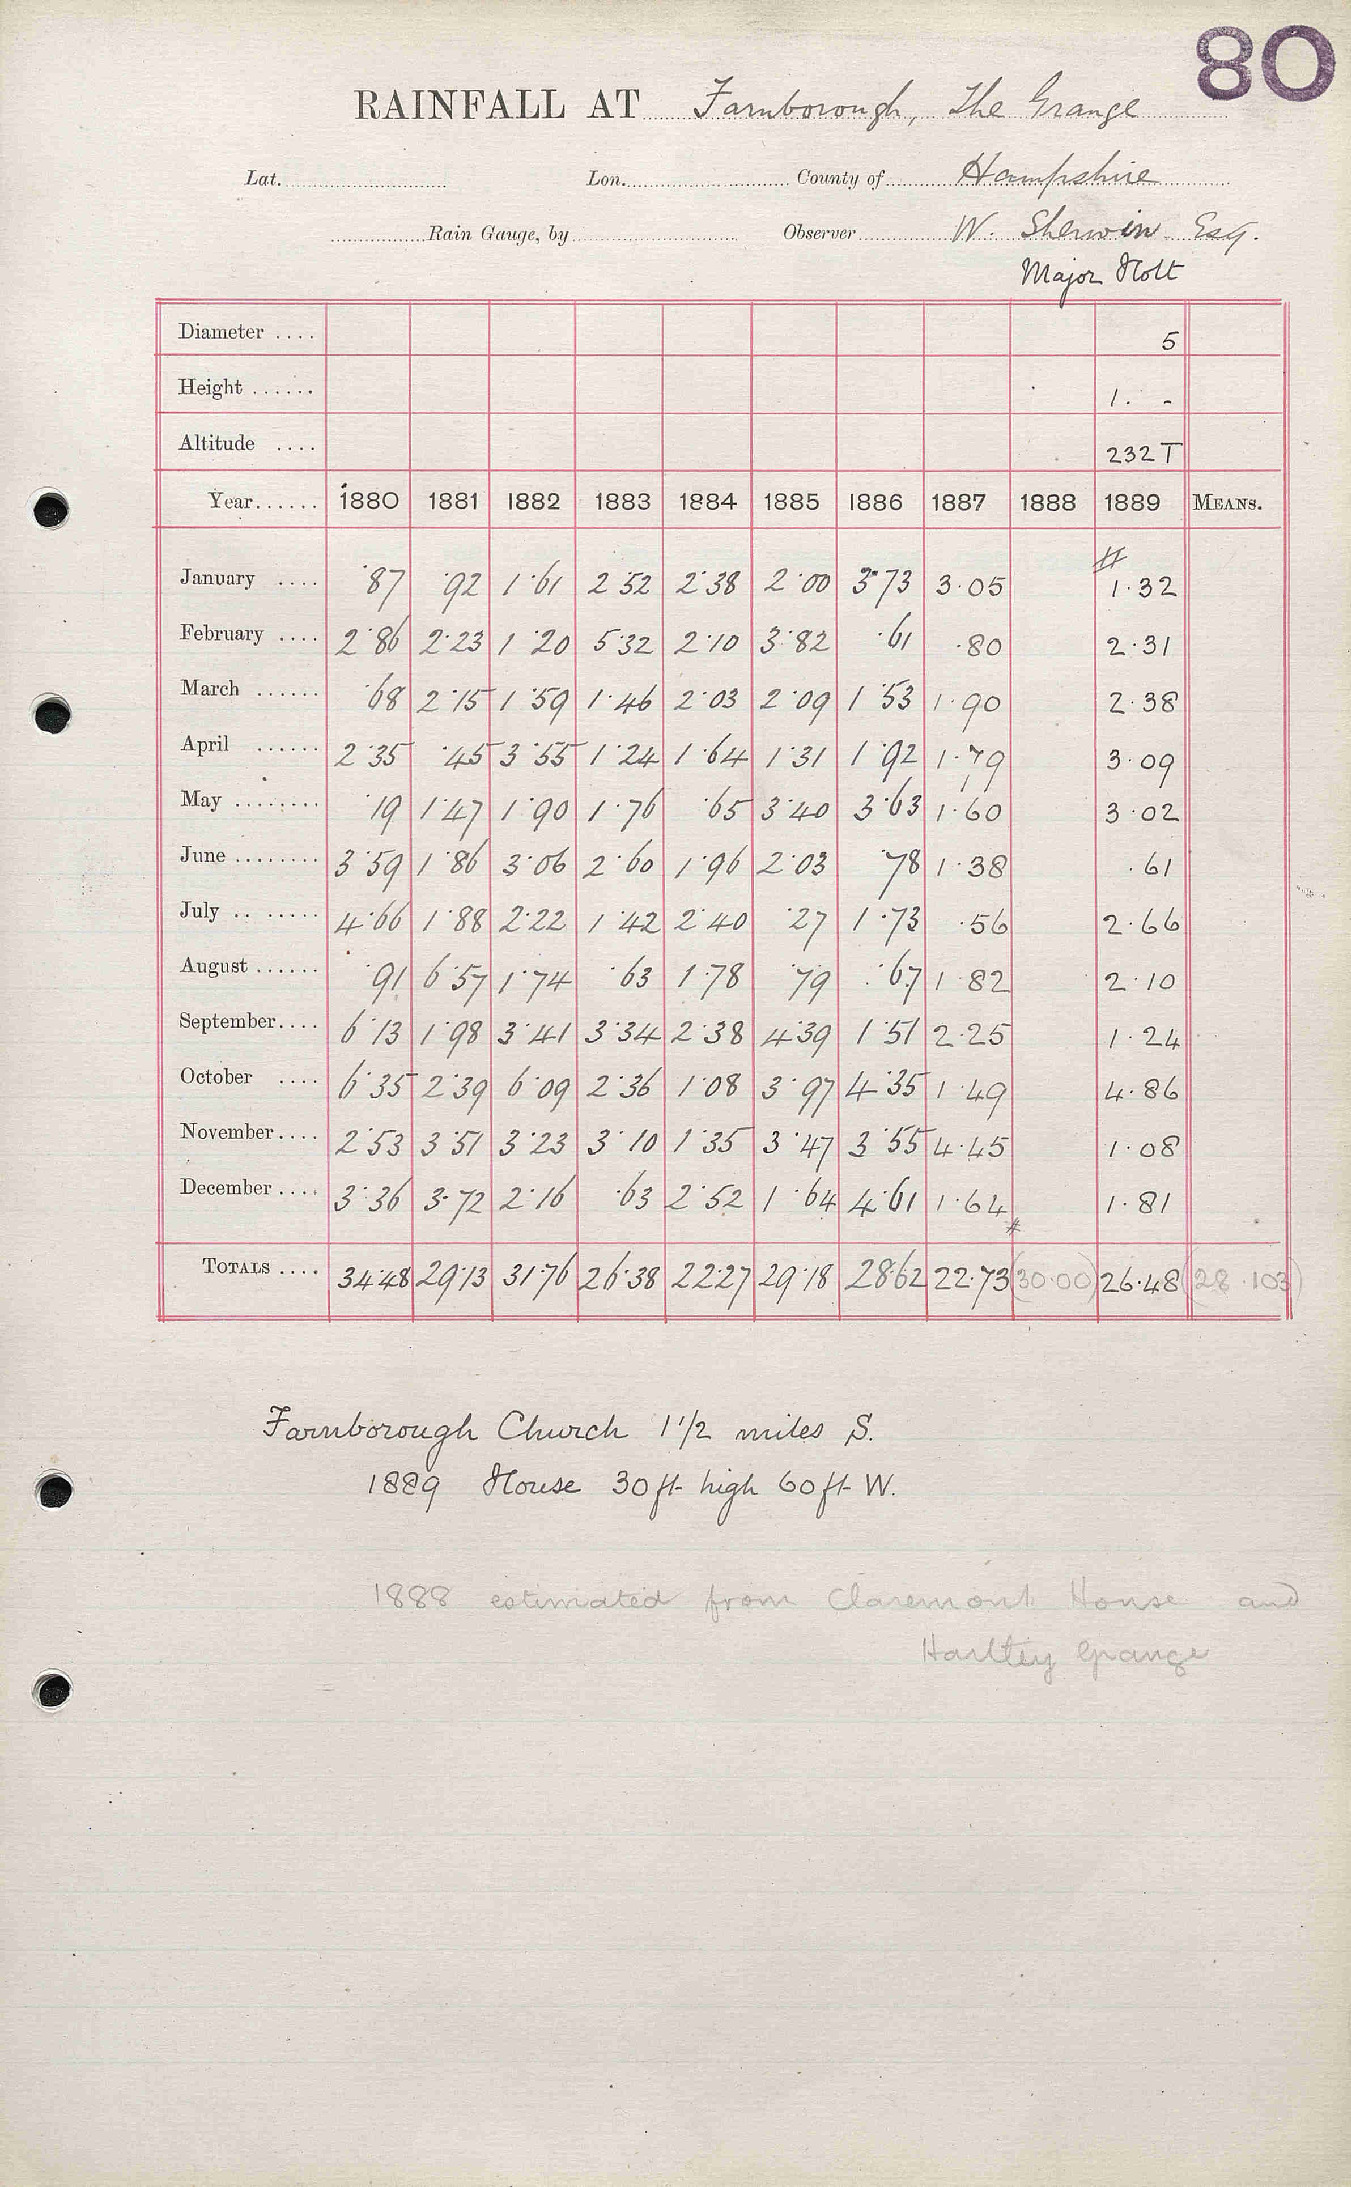 80
RAINFALL AT Farnborough, The Grange
Lat. Lon. County of Hampshire
Rain Gauge, by Observer W. Sherwin Esq.
Major Holt
Diameter .... 5
Height ...... 1. -
Altitude .... 232 T
Year...... 1880 1881 1882 1883 1884 1885 1886 1887 1888 1889 MEANS.
#
January .... ·87 ·92 1·61 2·52 2·38 2·00 3·73 3·05 1·32
February .... 2·86 2·23 1·20 5·32 2·10 3·82 ·61 ·80 2·31
March ...... ·68 2·15 1·59 1·46 2·03 2·09 1·53 1·90 2·38
April ...... 2·35 ·45 3·55 1·24 1·64 1·31 1·92 1·79 3·09
May ........ ·19 1·47 1·90 1·76 ·65 3·40 3·63 1·60 3·02
June ........ 3·59 1·86 3·06 2·60 1·96 2·03 ·78 1·38 ·61
July .. ..... 4·66 1·88 2·22 1·42 2·40 ·27 1·73 ·56 2·66
August ...... ·91 6·57 1·74 ·63 1·78 ·79 ·67 1·82 2·10
September.... 6·13 1·98 3·41 3·34 2·38 4·39 1·51 2·25 1·24
October .... 6·35 2·39 6·09 2·36 1·08 3·97 4·35 1·49 4·86
November.... 2·53 3·51 3·23 3·10 1·35 3·47 3·55 4·45 1·08
December .... 3·36 3·72 2·16 ·63 2·52 1·64 4·61 1·64 1·81
#
TOTALS .... 34·48 29·13 31·76 26·38 22·27 29·18 28·62 22·73 (30·00) 26·48 (28·103)
Farnborough Church 1 1/2 miles S.
1889 House 30 ft high 60 ft W.
1888 estimated from Claremont House and
Hartley Grange